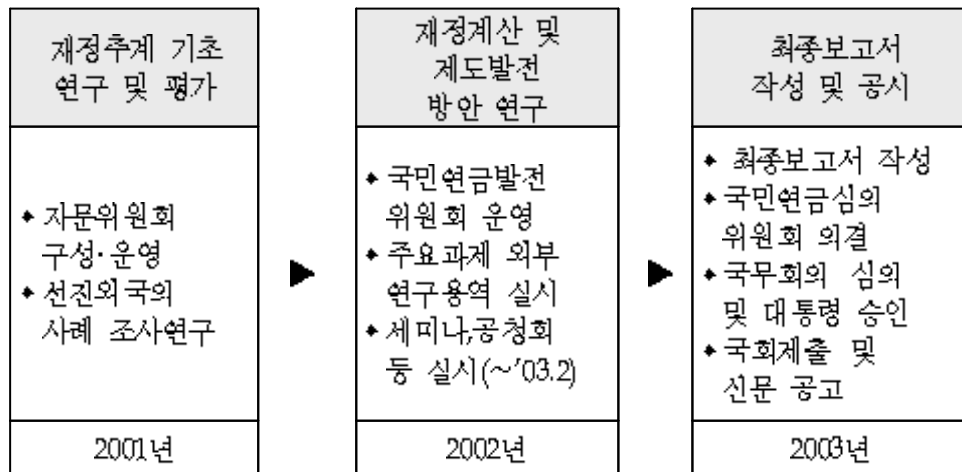 재정추계 기초
연구 및 평가
◆ 자문위원회
구성·운영
◆ 선진외국의
사례 조사연구
2001년
▶
재정계산 및
제도발전
방안 연구
◆ 국민연금발전
위원회 운영
◆ 주요과제 외부
연구용역 실시
◆ 세미나,공청회
등 실시(~'03.2)
2002년
▶
최종보고서
작성 및 공시
◆ 최종보고서 작성
◆ 국민연금심의
위원회 의결
◆ 국무회의 심의
및 대통령 승인
◆ 국회제출 및
신문 공고
2003년